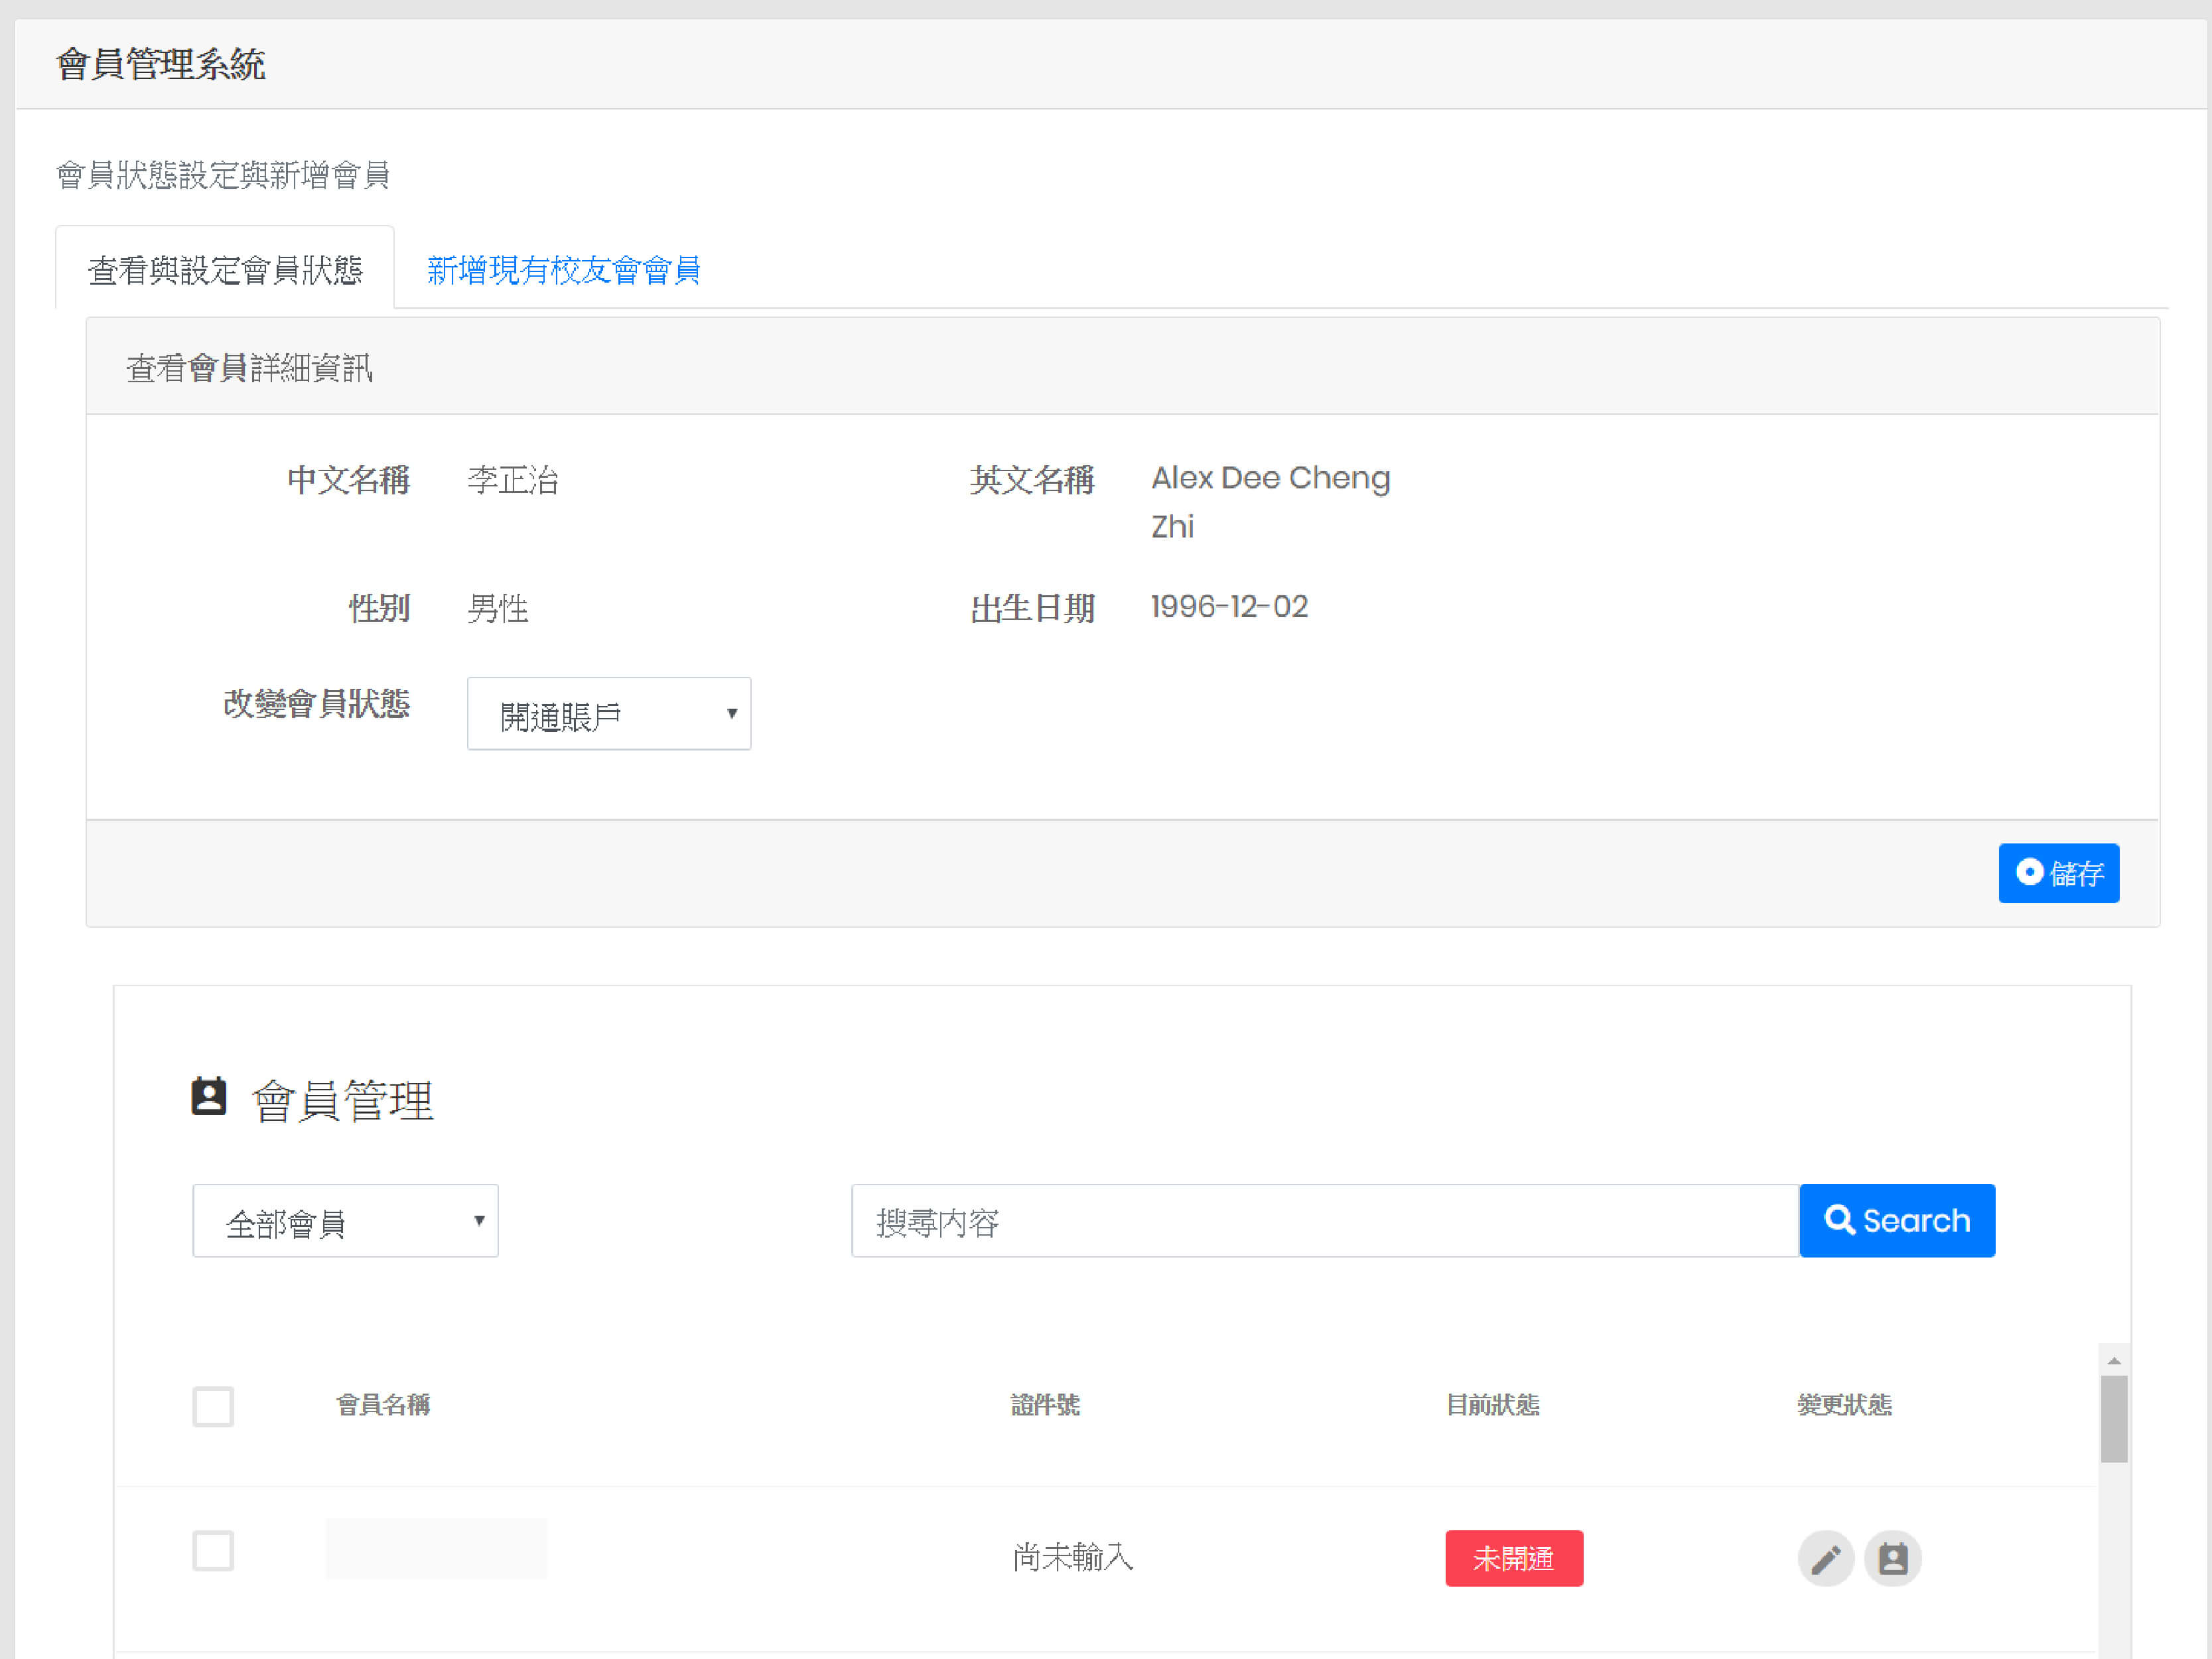 會員管理系統
會員狀態設定與新增會員
查看與設定會員狀態 新增現有校友會會員
查看會員詳細資訊
中文名稱 李正治 英文名稱 Alex Dee Cheng
Zhi
性別 男性 出生日期 1996-12-02
改變會員狀態 開通賬戶
儲存
會員管理
全部會員 搜尋內容 Search
會員名稱 證件號 目前狀態 變更狀態
尚未輸入 未開通